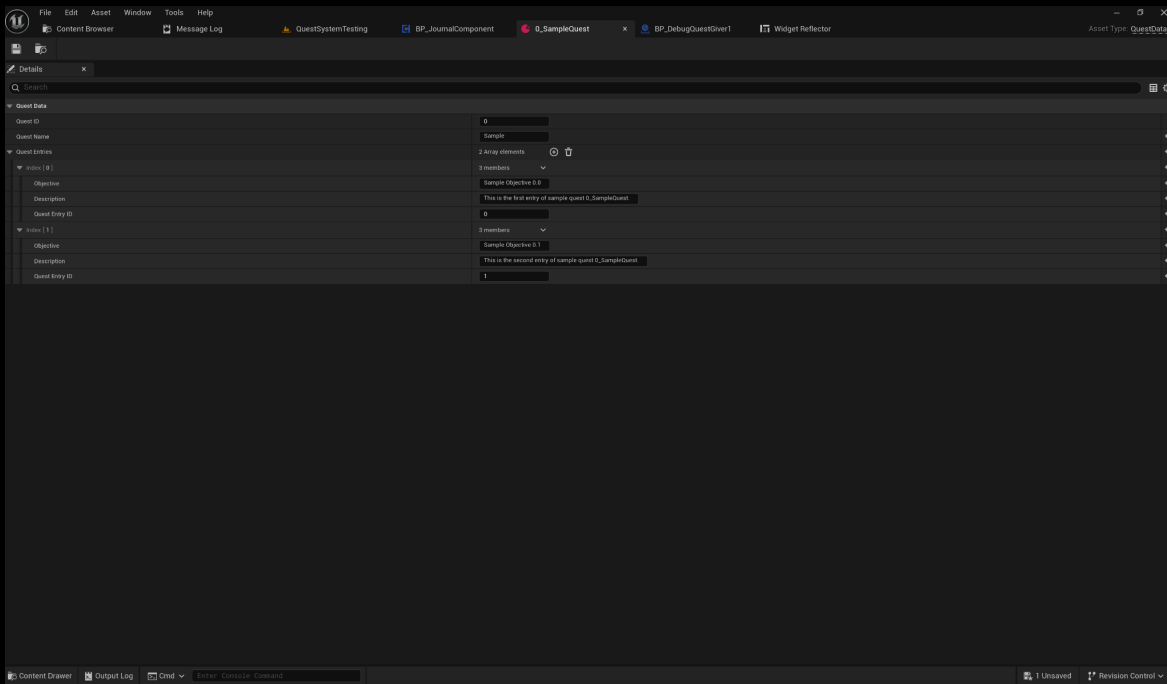 File Edit Asset Window Tools Help
Content Browser Message Log QuestSystemTesting BP_JournalComponent 0_SampleQuest BP_DebugQuestGiver1 Widget Reflector Asset Type: QuestData
Details
Search
Quest Data
Quest ID 0
Quest Name Sample
Quest Entries 2 Array elements
Index [ 0 ] 3 members
Objective Sample Objective 0.0
Description This is the first entry of sample quest 0_SampleQuest.
Quest Entry ID 0
Index [ 1 ] 3 members
Objective Sample Objective 0.1
Description This is the second entry of sample quest 0_SampleQuest.
Quest Entry ID 1
Content Drawer Output Log Cmd Enter Console Command 1 Unsaved Revision Control